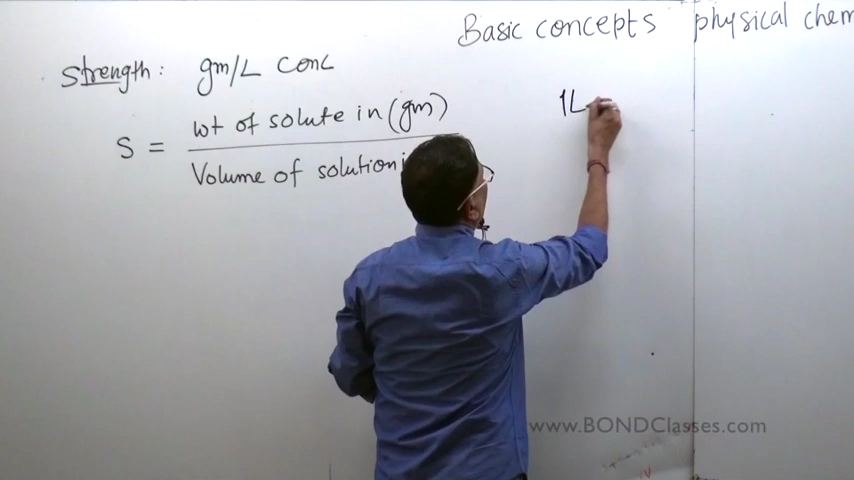 Basic concepts physical chem
Strength: gm/L conc
S = wt of solute in (gm)
Volume of solution i
1L
www.BONDClasses.com